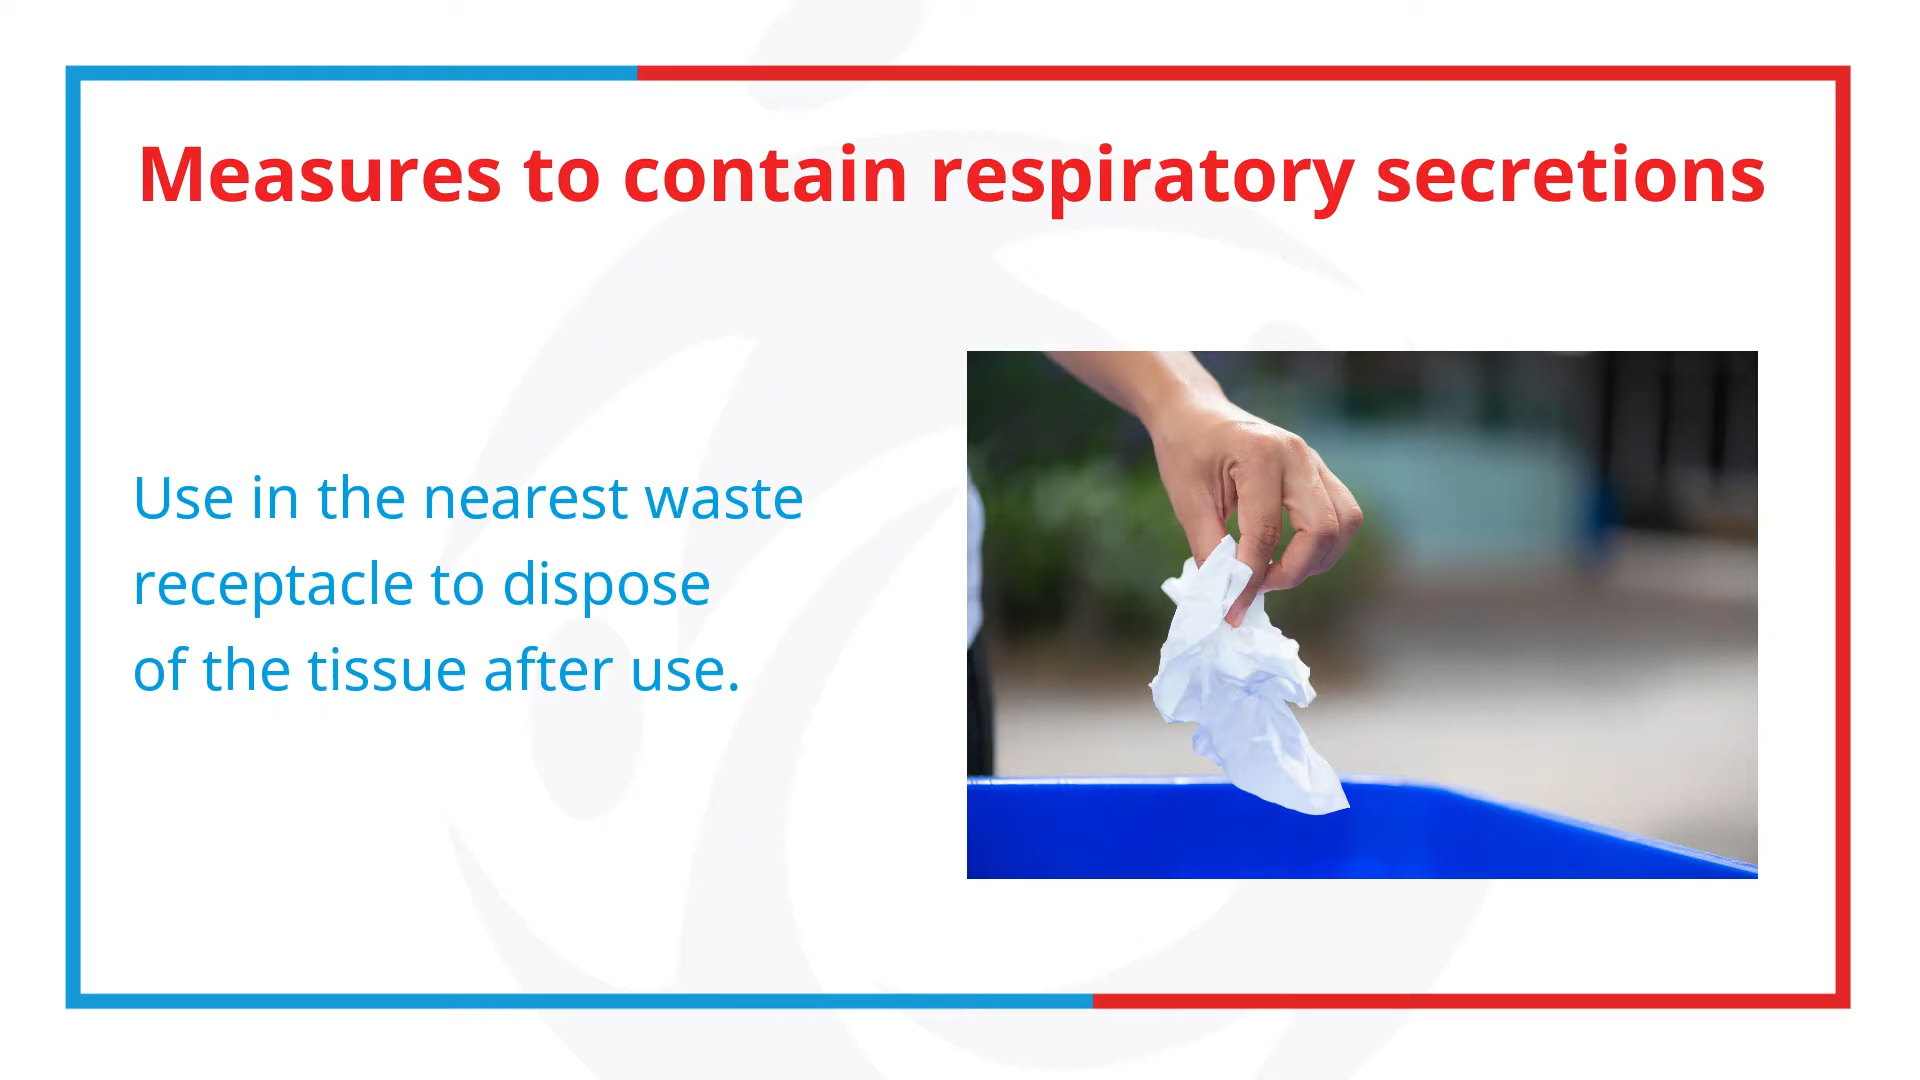 Measures to contain respiratory secretions
Use in the nearest waste
receptacle to dispose
of the tissue after use.